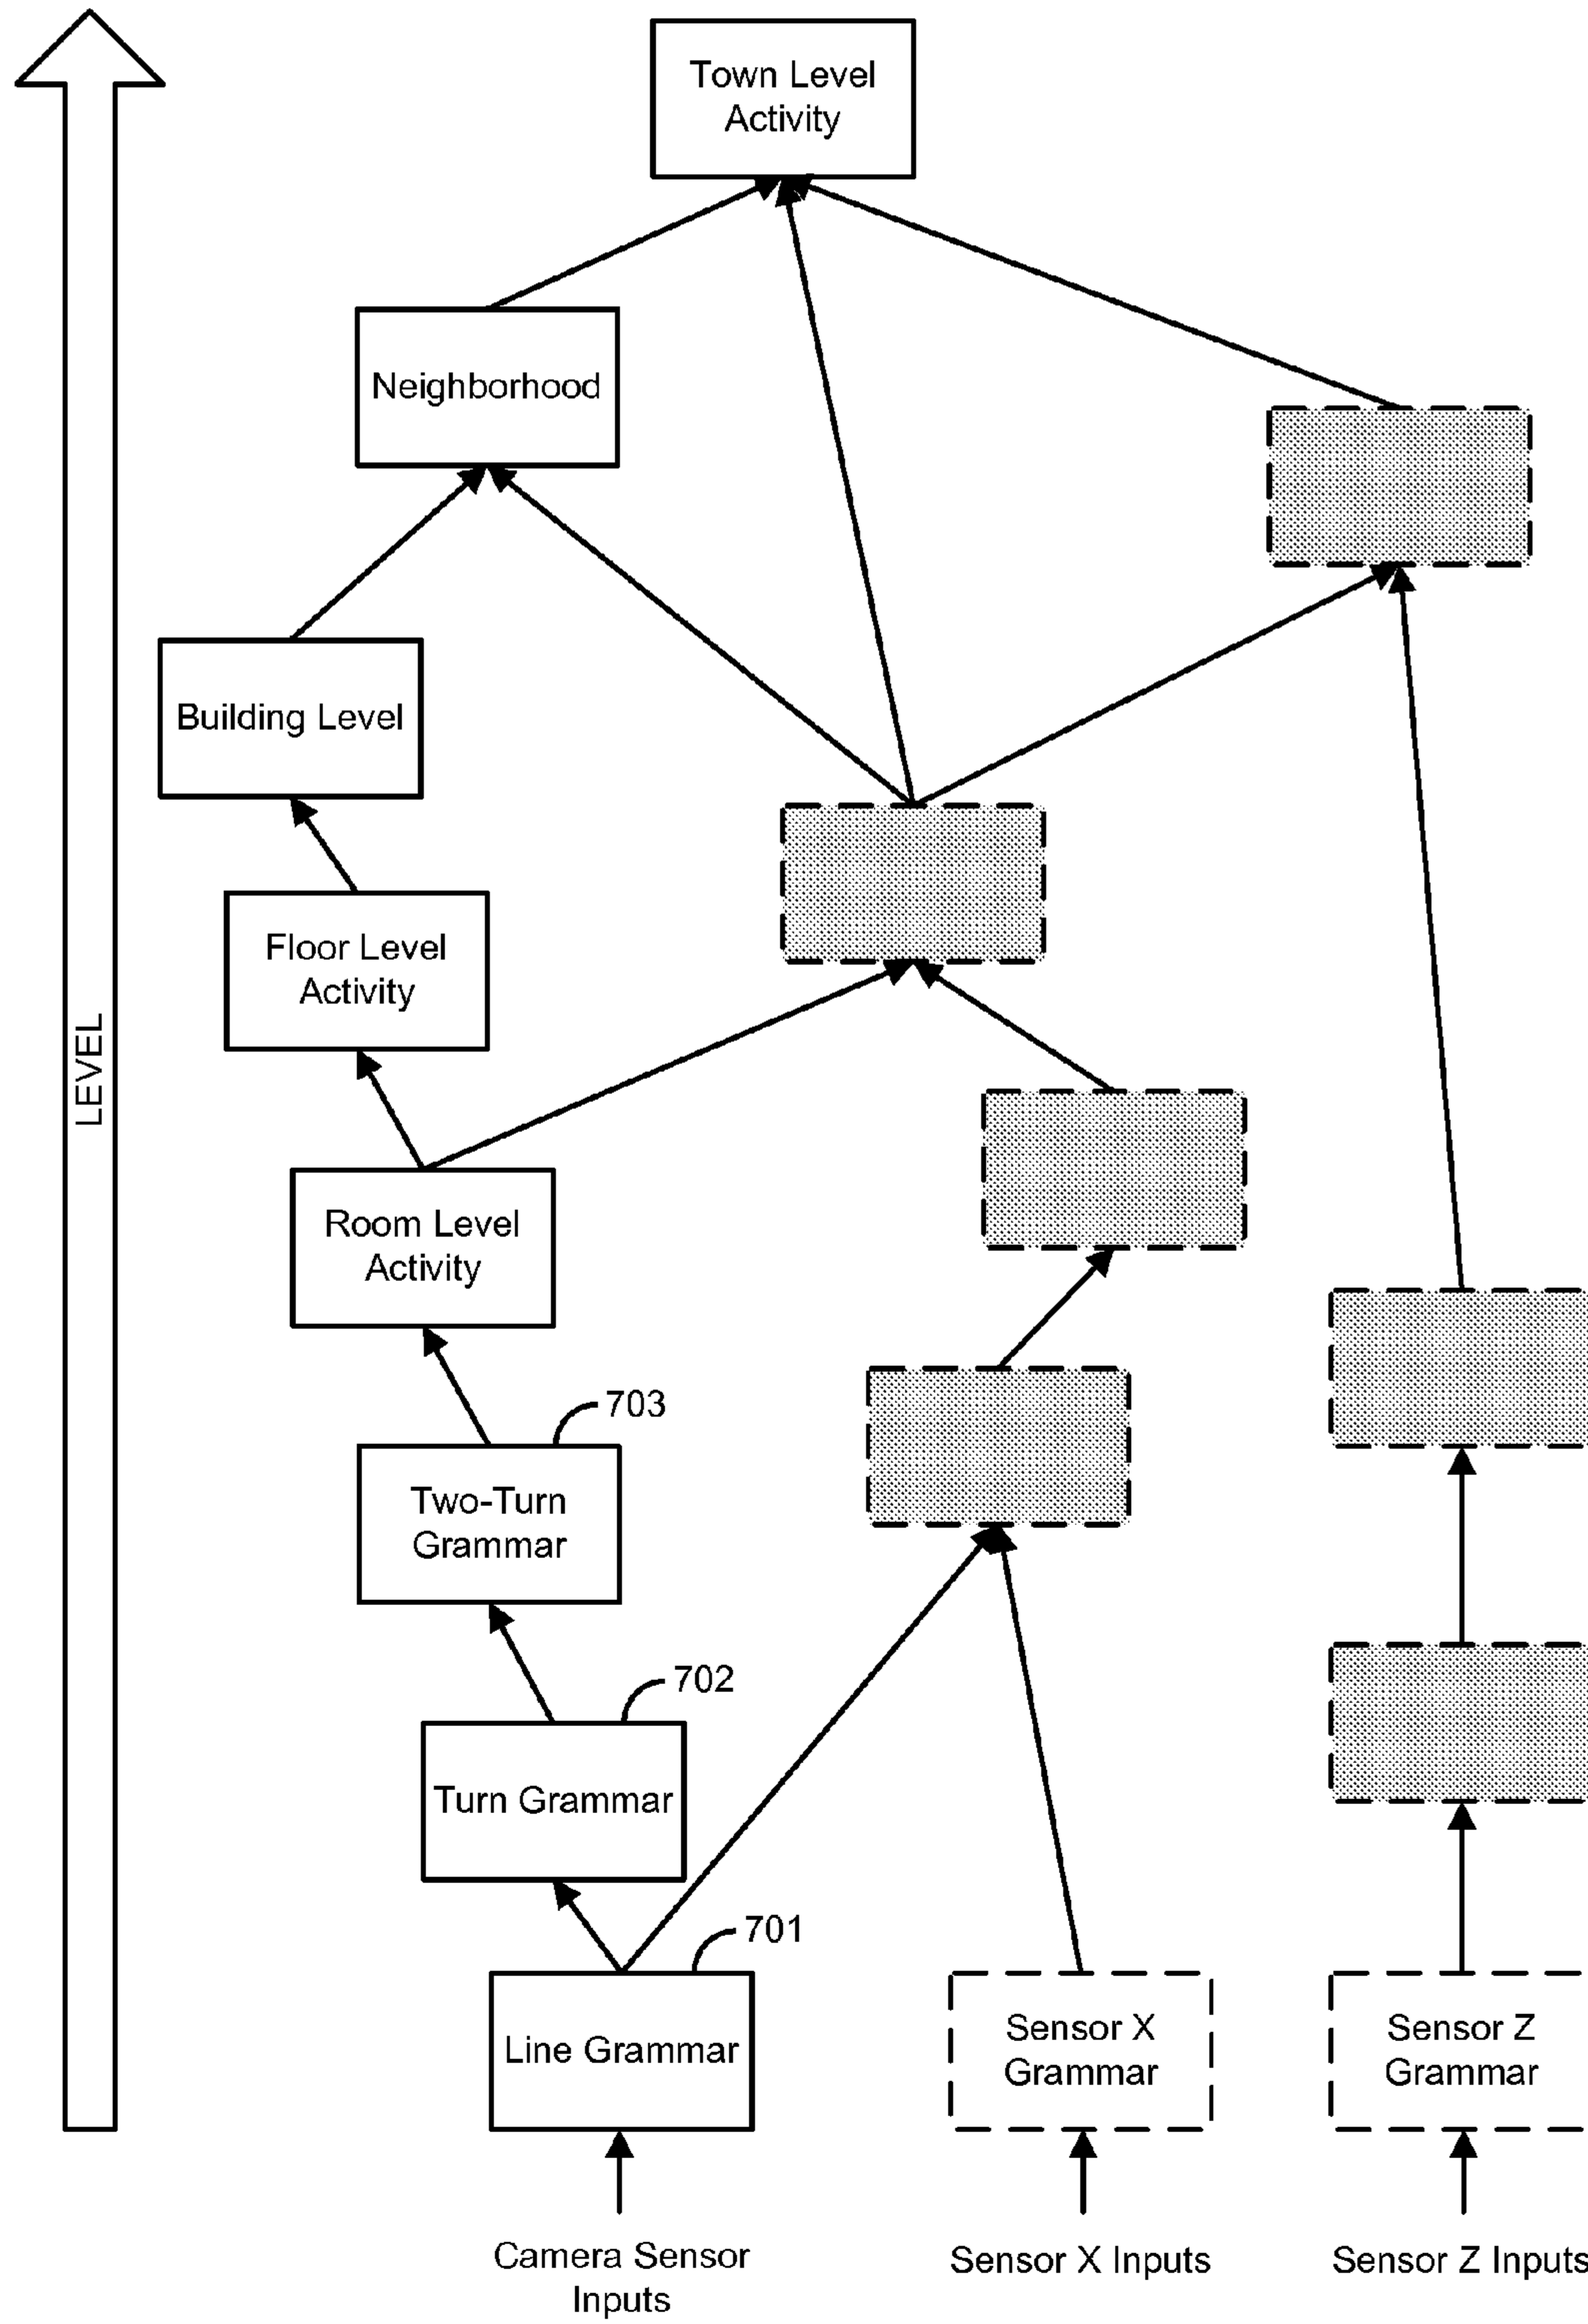 Town Level
Activity
Neighborhood
Building Level
Floor Level
Activity
LEVEL
Room Level
Activity
703
Two-Turn
Grammar
702
Turn Grammar
701
Line Grammar
Sensor X
Grammar
Sensor Z
Grammar
Camera Sensor
Inputs
Sensor X Inputs
Sensor Z Inputs